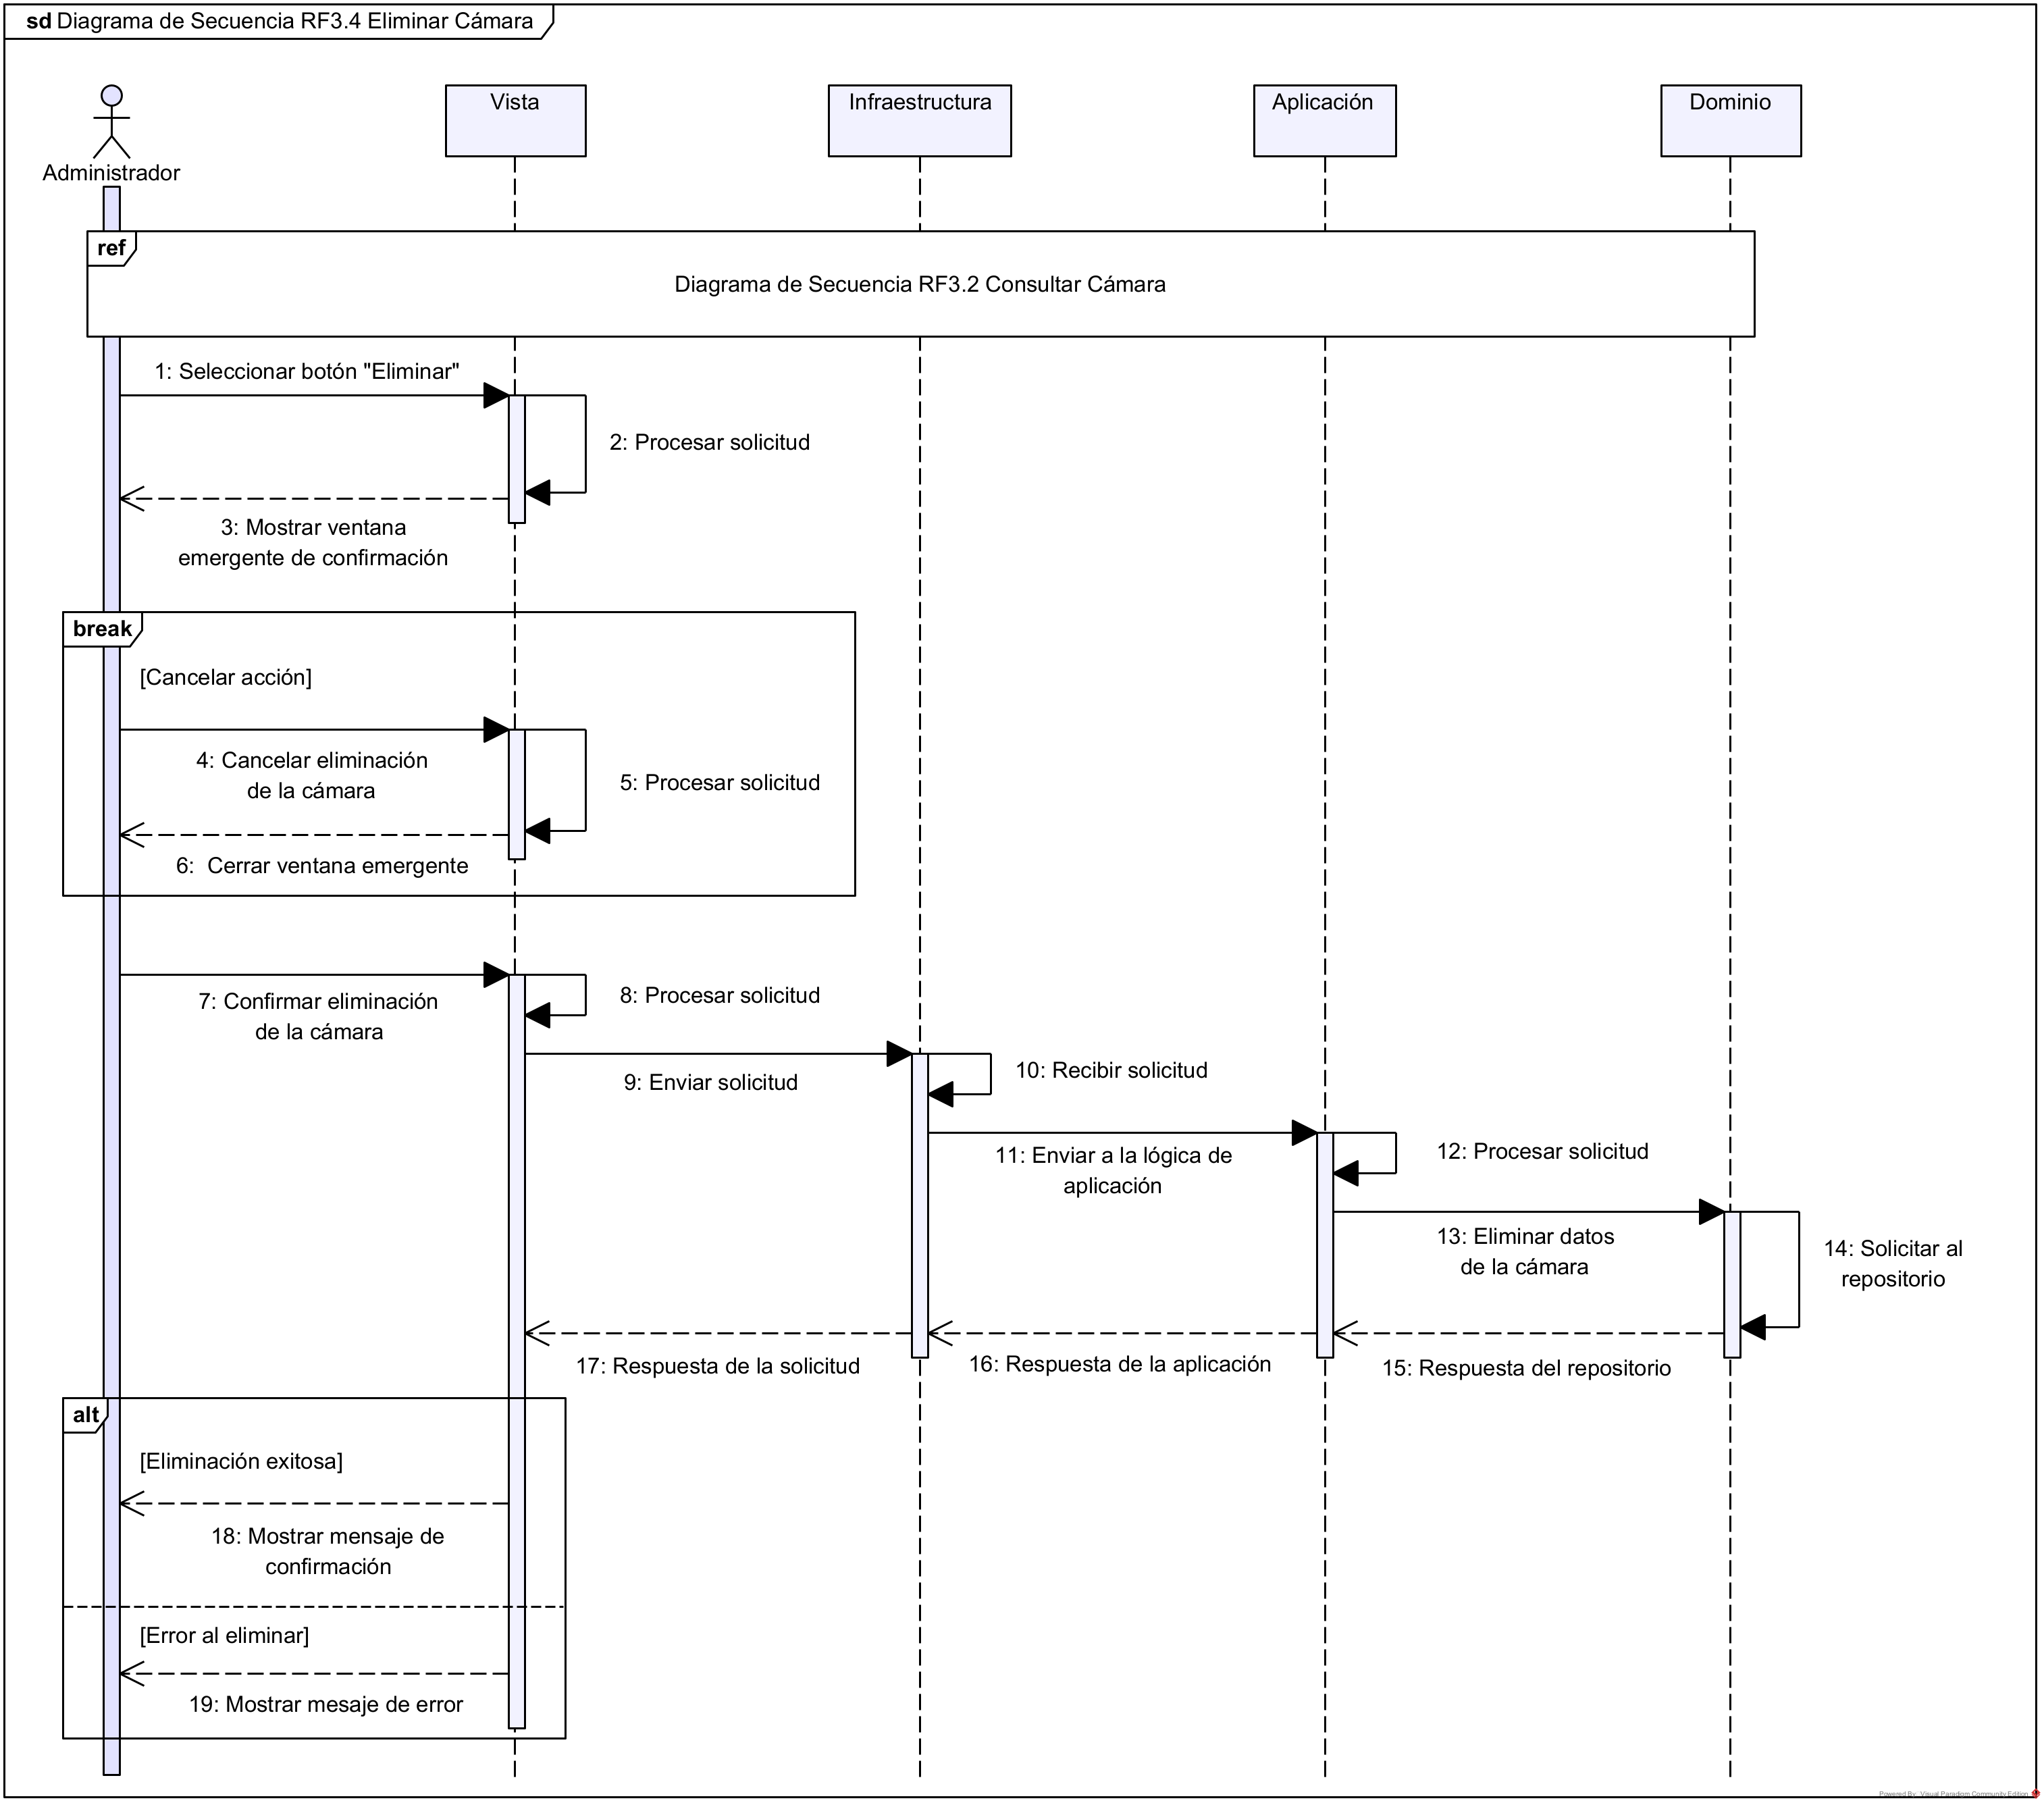 sd Diagrama de Secuencia RF3.4 Eliminar Cámara
Administrador
Vista
Infraestructura
Aplicación
Dominio
ref
Diagrama de Secuencia RF3.2 Consultar Cámara
1: Seleccionar botón "Eliminar"
2: Procesar solicitud
3: Mostrar ventana
emergente de confirmación
break
[Cancelar acción]
4: Cancelar eliminación
de la cámara
5: Procesar solicitud
6:  Cerrar ventana emergente
7: Confirmar eliminación
de la cámara
8: Procesar solicitud
9: Enviar solicitud
10: Recibir solicitud
11: Enviar a la lógica de
aplicación
12: Procesar solicitud
13: Eliminar datos
de la cámara
14: Solicitar al
repositorio
17: Respuesta de la solicitud
16: Respuesta de la aplicación
15: Respuesta del repositorio
alt
[Eliminación exitosa]
18: Mostrar mensaje de
confirmación
[Error al eliminar]
19: Mostrar mesaje de error
Powered By  Visual Paradigm Community Edition